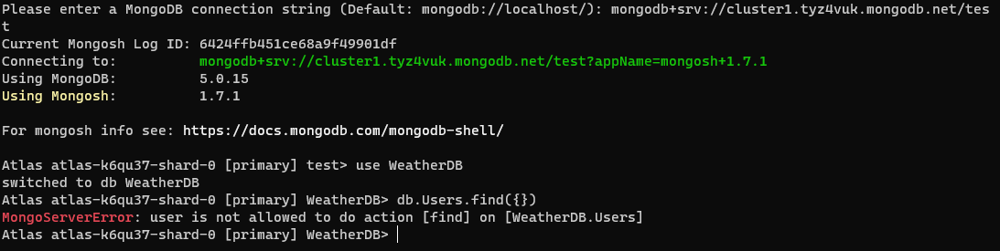 Please enter a MongoDB connection string (Default: mongodb://localhost/): mongodb+srv://cluster1.tyz4vuk.mongodb.net/tes
t
Current Mongosh Log ID: 6424ffb451ce68a9f49901df
Connecting to: mongodb+srv://cluster1.tyz4vuk.mongodb.net/test?appName=mongosh+1.7.1
Using MongoDB: 5.0.15
Using Mongosh: 1.7.1
For mongosh info see: https://docs.mongodb.com/mongodb-shell/
Atlas atlas-k6qu37-shard-0 [primary] test> use WeatherDB
switched to db WeatherDB
Atlas atlas-k6qu37-shard-0 [primary] WeatherDB> db.Users.find({})
MongoServerError: user is not allowed to do action [find] on [WeatherDB.Users]
Atlas atlas-k6qu37-shard-0 [primary] WeatherDB>